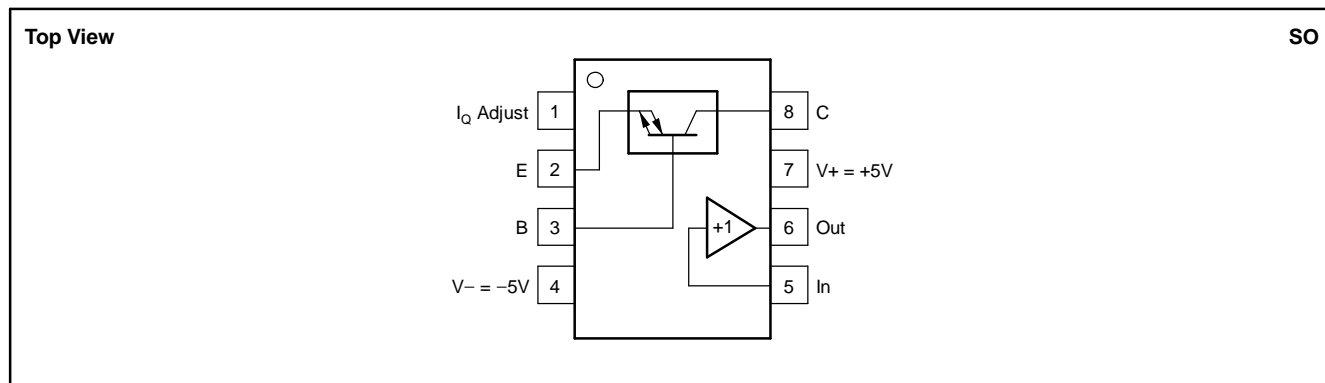 Top View
SO
I_Q Adjust 1
8 C
E 2
7 V+ = +5V
B 3
+1
6 Out
V− = −5V 4
5 In